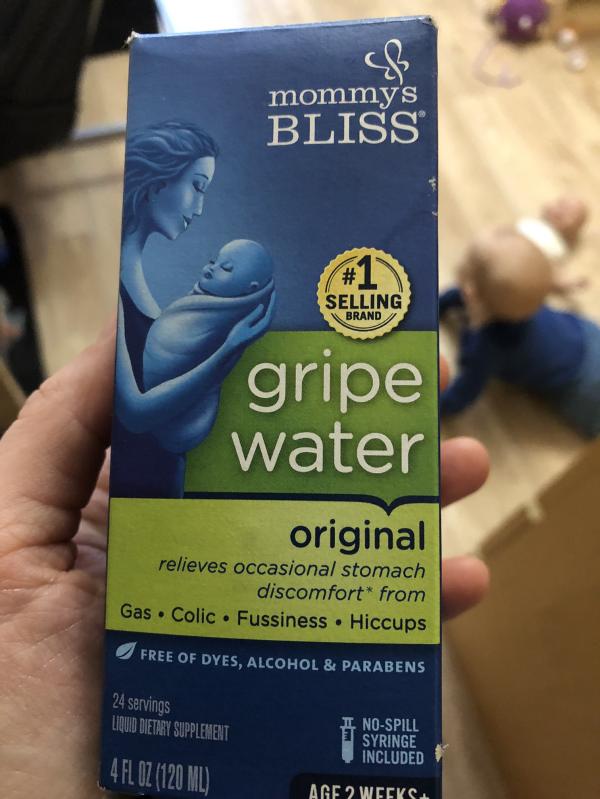 mommy's
BLISS®
#1
SELLING
BRAND
gripe
water
original
relieves occasional stomach
discomfort* from
Gas • Colic • Fussiness • Hiccups
FREE OF DYES, ALCOHOL & PARABENS
24 servings
LIQUID DIETARY SUPPLEMENT
4 FL OZ (120 ML)
NO-SPILL
SYRINGE
INCLUDED
AGE 2 WEEKS+